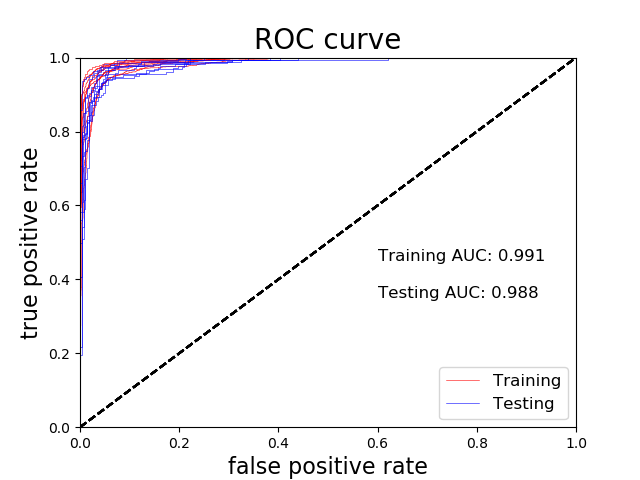 ROC curve
true positive rate
1.0
0.8
0.6
0.4
0.2
0.0
Training AUC: 0.991
Testing AUC: 0.988
Training
Testing
0.0 0.2 0.4 0.6 0.8 1.0
false positive rate